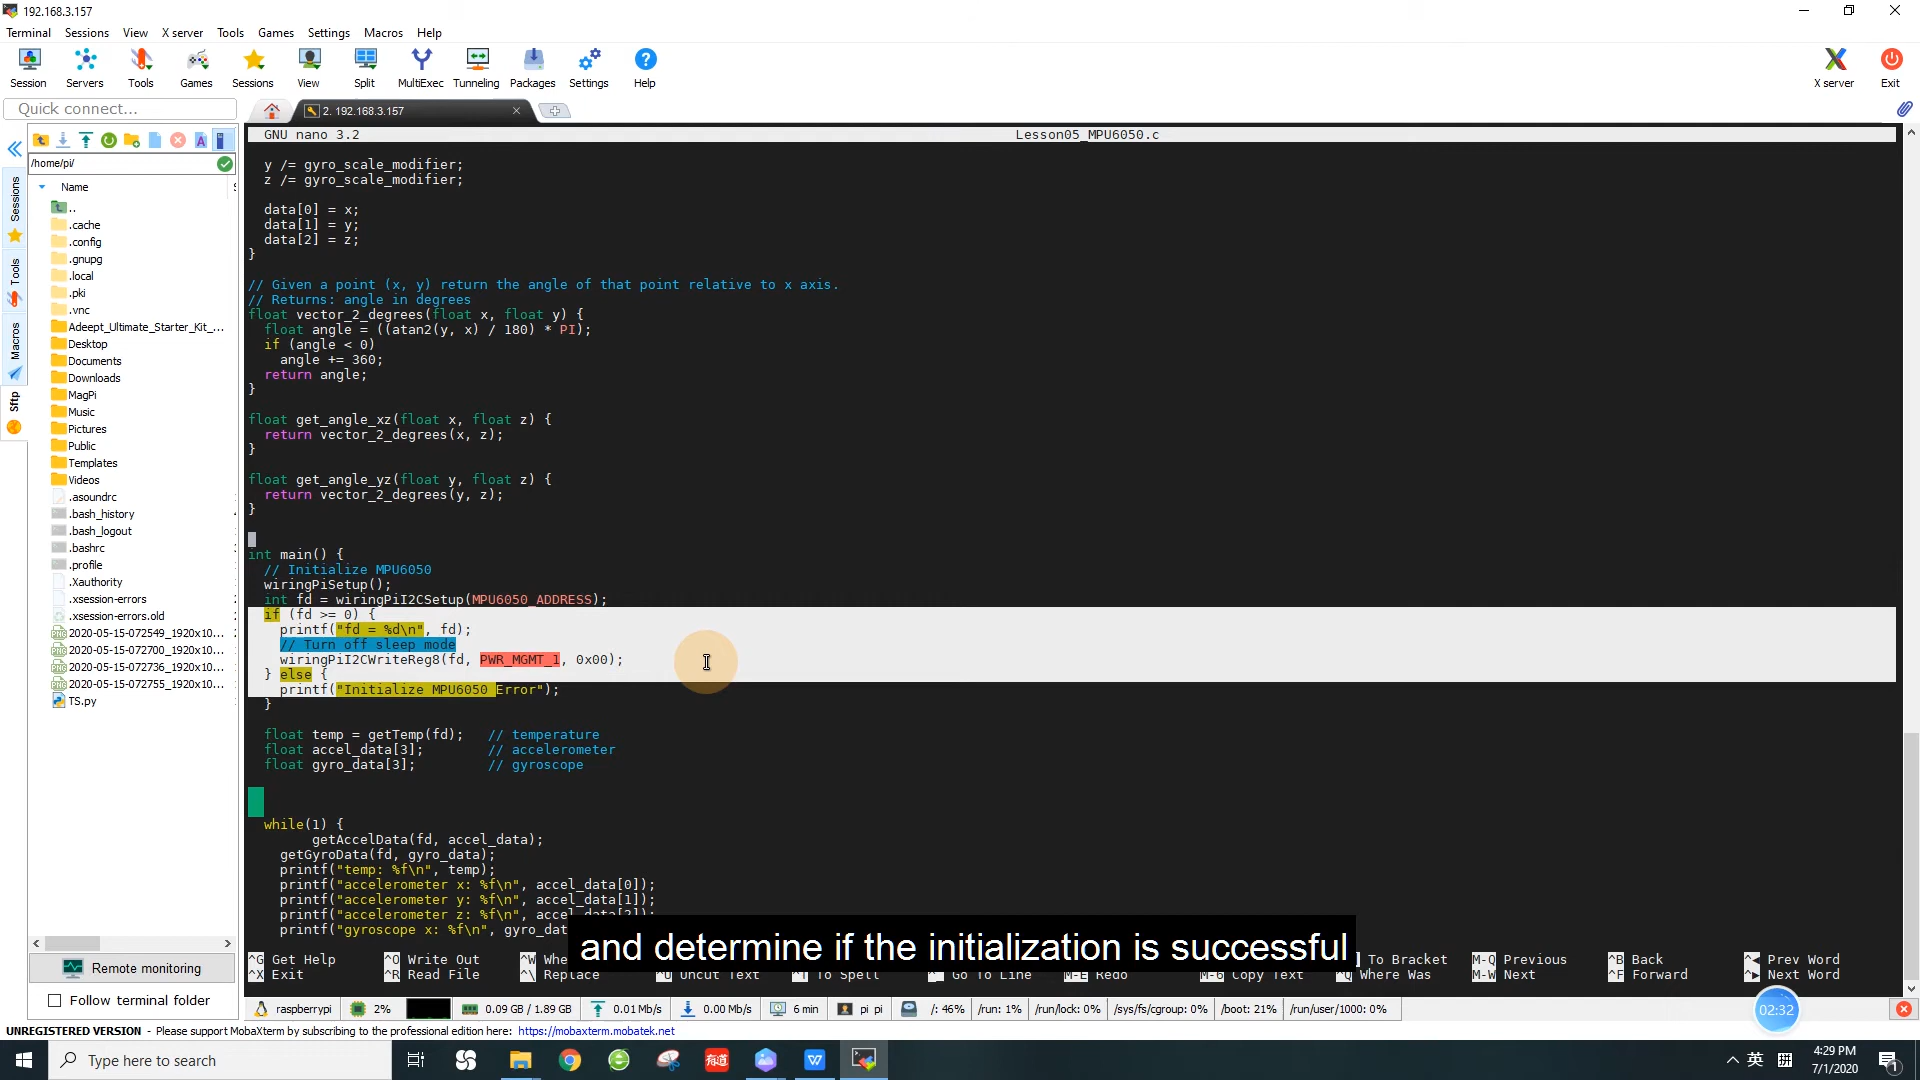 192.168.3.157
Terminal Sessions View X server Tools Games Settings Macros Help
Session Servers Tools Games Sessions View Split MultiExec Tunneling Packages Settings Help X server Exit
Quick connect...
2. 192.168.3.157
/home/pi/
Name
..
.cache
.config
.gnupg
.local
.pki
.vnc
Adeept_Ultimate_Starter_Kit_...
Desktop
Documents
Downloads
MagPi
Music
Pictures
Public
Templates
Videos
.asoundrc
.bash_history
.bash_logout
.bashrc
.profile
.Xauthority
.xsession-errors
.xsession-errors.old
2020-05-15-072549_1920x10...
2020-05-15-072700_1920x10...
2020-05-15-072736_1920x10...
2020-05-15-072755_1920x10...
TS.py
Sessions
Tools
Macros
Sftp
Remote monitoring
Follow terminal folder
GNU nano 3.2 Lesson05_MPU6050.c
y /= gyro_scale_modifier;
z /= gyro_scale_modifier;
data[0] = x;
data[1] = y;
data[2] = z;
}
// Given a point (x, y) return the angle of that point relative to x axis.
// Returns: angle in degrees
float vector_2_degrees(float x, float y) {
float angle = ((atan2(y, x) / 180) * PI);
if (angle < 0)
angle += 360;
return angle;
}
float get_angle_xz(float x, float z) {
return vector_2_degrees(x, z);
}
float get_angle_yz(float y, float z) {
return vector_2_degrees(y, z);
}
int main() {
// Initialize MPU6050
wiringPiSetup();
int fd = wiringPiI2CSetup(MPU6050_ADDRESS);
if (fd >= 0) {
printf("fd = %d\n", fd);
// Turn off sleep mode
wiringPiI2CWriteReg8(fd, PWR_MGMT_1, 0x00);
} else {
printf("Initialize MPU6050 Error");
}
float temp = getTemp(fd); // temperature
float accel_data[3]; // accelerometer
float gyro_data[3]; // gyroscope
while(1) {
getAccelData(fd, accel_data);
getGyroData(fd, gyro_data);
printf("temp: %f\n", temp);
printf("accelerometer x: %f\n", accel_data[0]);
printf("accelerometer y: %f\n", accel_data[1]);
printf("accelerometer z: %f\n", accel_data[2]);
printf("gyroscope x: %f\n", gyro_dat
and determine if the initialization is successful
^G Get Help ^O Write Out ^W Whe To Bracket M-Q Previous ^B Back Prev Word
^X Exit ^R Read File ^\ Replace ^U Uncut Text ^T To Spell Go To Line M-E Redo M-6 Copy Text ^Q Where Was M-W Next ^F Forward Next Word
raspberrypi 2% 0.09 GB / 1.89 GB 0.01 Mb/s 0.00 Mb/s 6 min pi pi /: 46% /run: 1% /run/lock: 0% /sys/fs/cgroup: 0% /boot: 21% /run/user/1000: 0%
02:32
UNREGISTERED VERSION - Please support MobaXterm by subscribing to the professional edition here: https://mobaxterm.mobatek.net
Type here to search
有道
英
拼
4:29 PM
7/1/2020
1